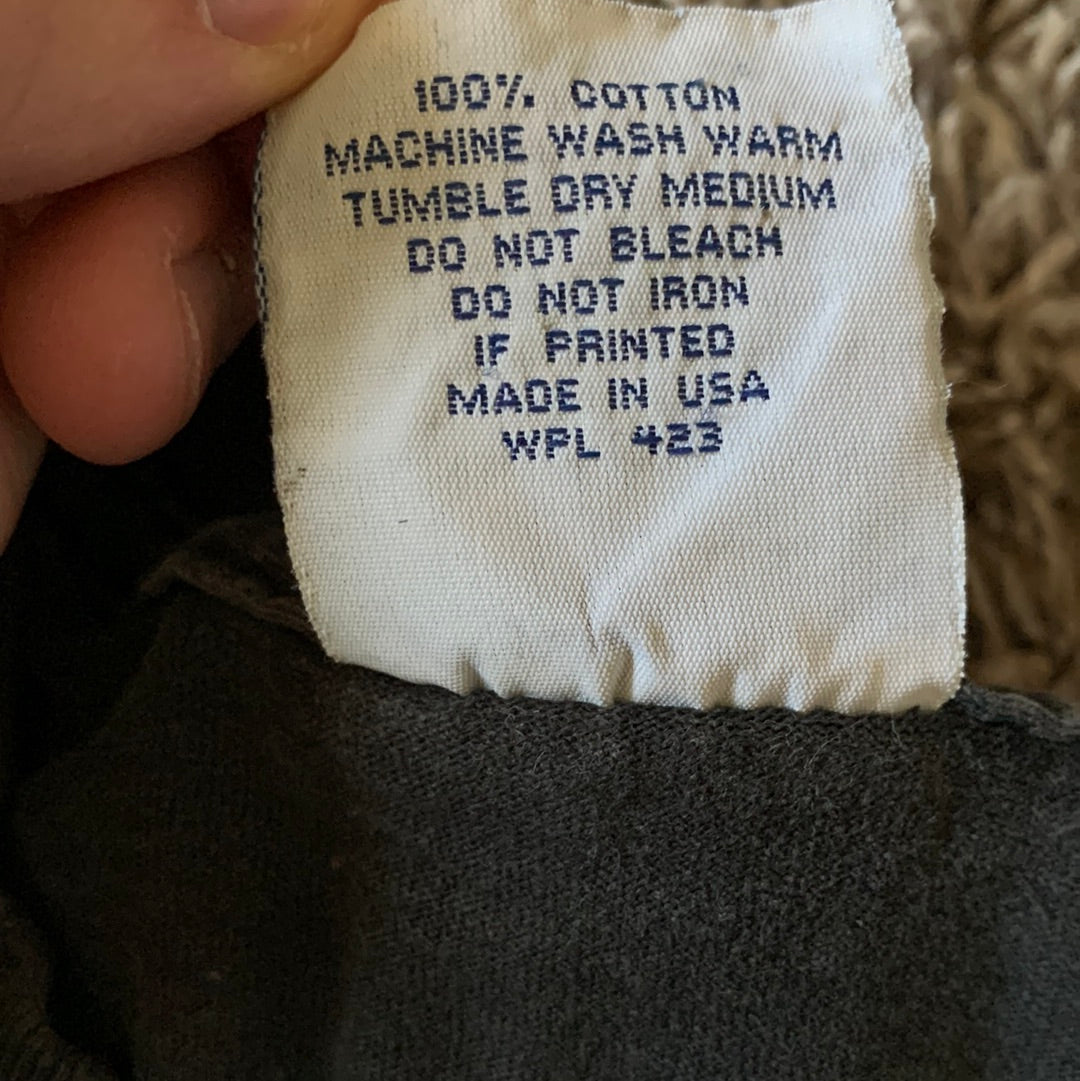 100% COTTON
MACHINE WASH WARM
TUMBLE DRY MEDIUM
DO NOT BLEACH
DO NOT IRON
IF PRINTED
MADE IN USA
WPL 423